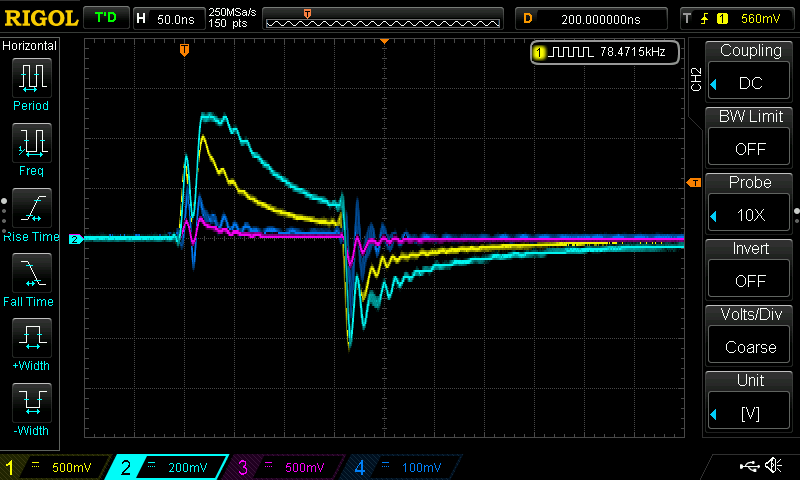 RIGOL T'D H 50.0ns 250MSa/s 150 pts T D 200.000000ns T 1 560mV
Horizontal
Period
Freq
Rise Time
Fall Time
+Width
-Width
T
1 78.4715kHz
2
T
CH2
Coupling
DC
BW Limit
OFF
Probe
10X
Invert
OFF
Volts/Div
Coarse
Unit
[V]
1 500mV 2 200mV 3 500mV 4 100mV